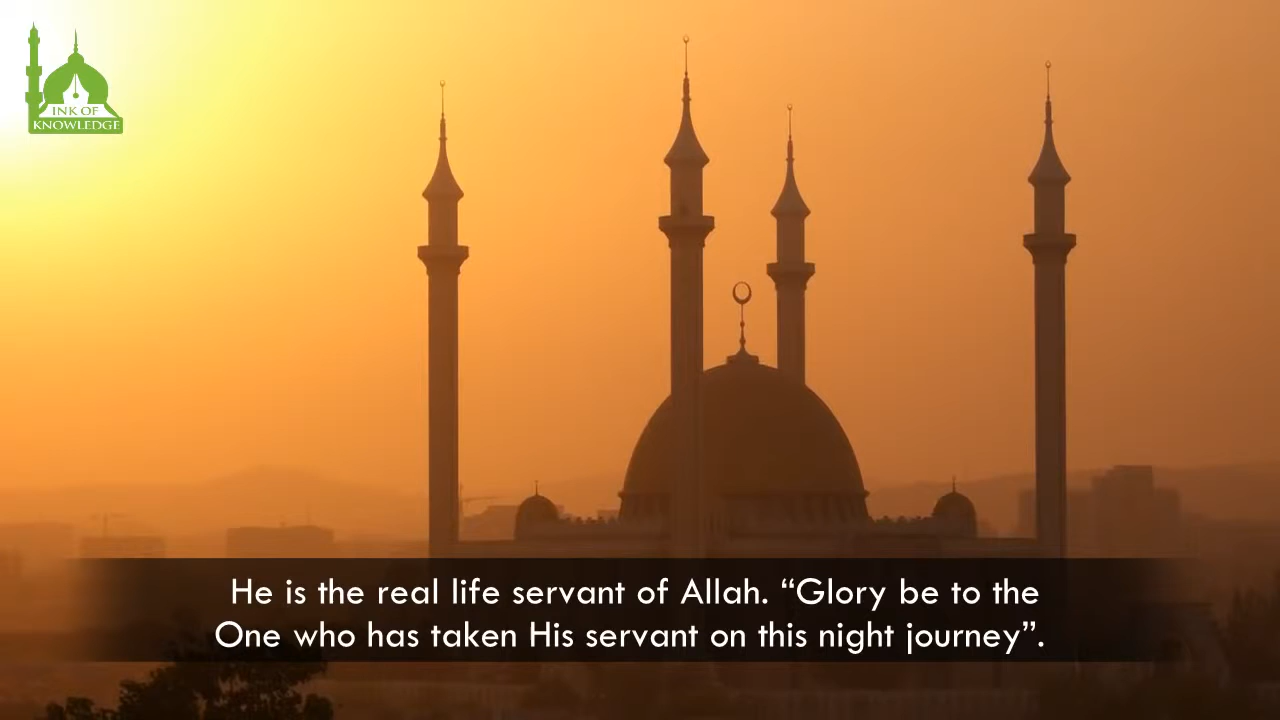 INK OF
KNOWLEDGE
He is the real life servant of Allah. “Glory be to the
One who has taken His servant on this night journey”.